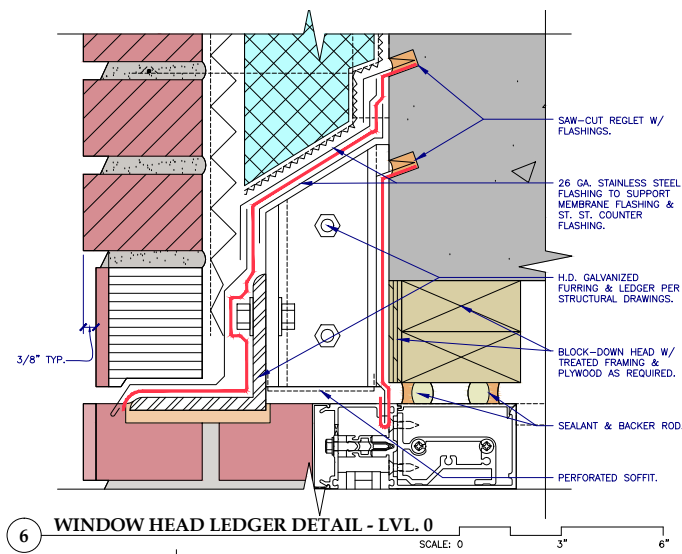 SAW-CUT REGLET W/
FLASHINGS.
26 GA. STAINLESS STEEL
FLASHING TO SUPPORT
MEMBRANE FLASHING &
ST. ST. COUNTER
FLASHING.
H.D. GALVANIZED
FURRING & LEDGER PER
STRUCTURAL DRAWINGS.
3/8" TYP.
BLOCK-DOWN HEAD W/
TREATED FRAMING &
PLYWOOD AS REQUIRED.
SEALANT & BACKER ROD.
PERFORATED SOFFIT.
6 WINDOW HEAD LEDGER DETAIL - LVL. 0
SCALE: 0 3" 6"